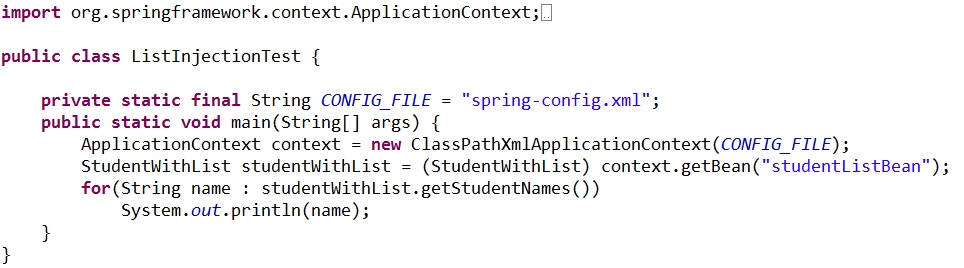 import org.springframework.context.ApplicationContext;
public class ListInjectionTest {
    private static final String CONFIG_FILE = "spring-config.xml";
    public static void main(String[] args) {
        ApplicationContext context = new ClassPathXmlApplicationContext(CONFIG_FILE);
        StudentWithList studentWithList = (StudentWithList) context.getBean("studentListBean");
        for(String name : studentWithList.getStudentNames())
            System.out.println(name);
    }
}